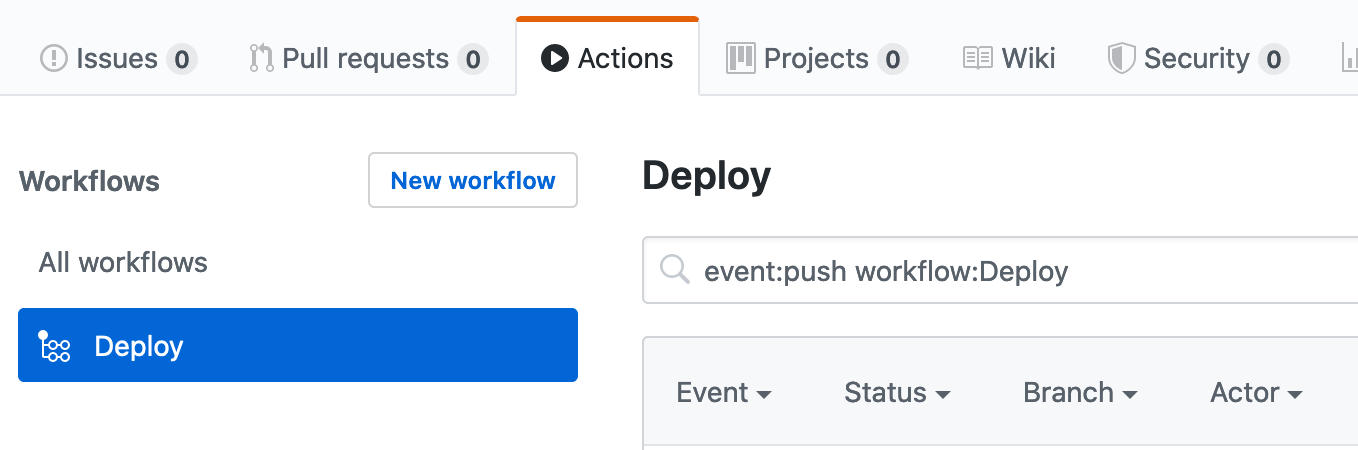 Issues 0 Pull requests 0 Actions Projects 0 Wiki Security 0
Workflows
New workflow
All workflows
Deploy
Deploy
event:push workflow:Deploy
Event Status Branch Actor